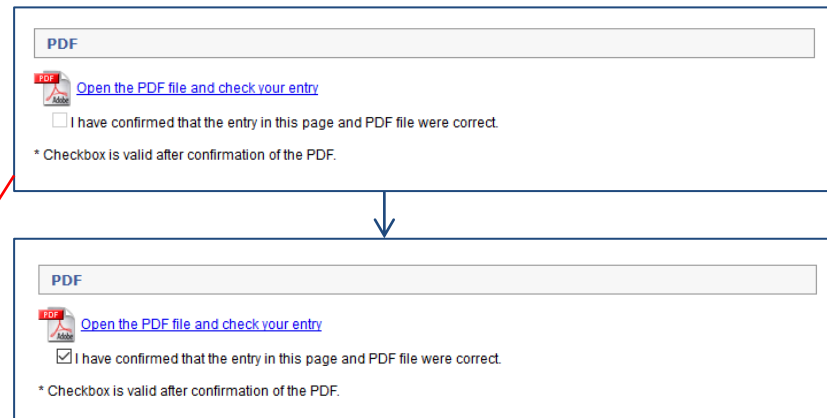 PDF
PDF
Adobe
Open the PDF file and check your entry
I have confirmed that the entry in this page and PDF file were correct.
* Checkbox is valid after confirmation of the PDF.
PDF
PDF
Adobe
Open the PDF file and check your entry
I have confirmed that the entry in this page and PDF file were correct.
* Checkbox is valid after confirmation of the PDF.